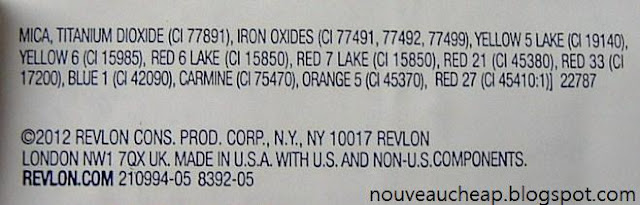 MICA, TITANIUM DIOXIDE (CI 77891), IRON OXIDES (CI 77491, 77492, 77499), YELLOW 5 LAKE (CI 19140),
YELLOW 6 (CI 15985), RED 6 LAKE (CI 15850), RED 7 LAKE (CI 15850), RED 21 (CI 45380), RED 33 (CI
17200), BLUE 1 (CI 42090), CARMINE (CI 75470), ORANGE 5 (CI 45370), RED 27 (CI 45410:1)] 22787
©2012 REVLON CONS. PROD. CORP., N.Y., NY 10017 REVLON
LONDON NW1 7QX UK. MADE IN U.S.A. WITH U.S. AND NON-U.S.COMPONENTS.
REVLON.COM 210994-05 8392-05
nouveaucheap.blogspot.com